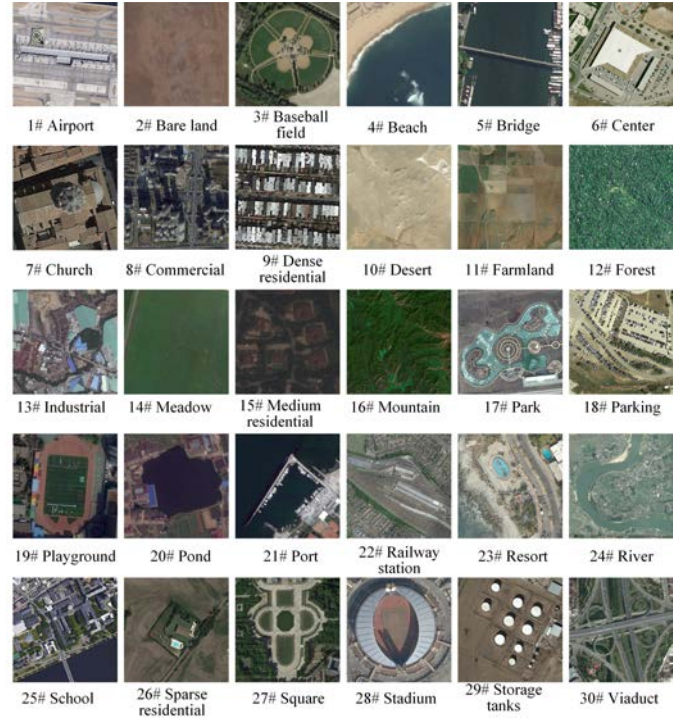 1# Airport
2# Bare land
3# Baseball
field
4# Beach
5# Bridge
6# Center
7# Church
8# Commercial
9# Dense
residential
10# Desert
11# Farmland
12# Forest
13# Industrial
14# Meadow
15# Medium
residential
16# Mountain
17# Park
18# Parking
19# Playground
20# Pond
21# Port
22# Railway
station
23# Resort
24# River
25# School
26# Sparse
residential
27# Square
28# Stadium
29# Storage
tanks
30# Viaduct